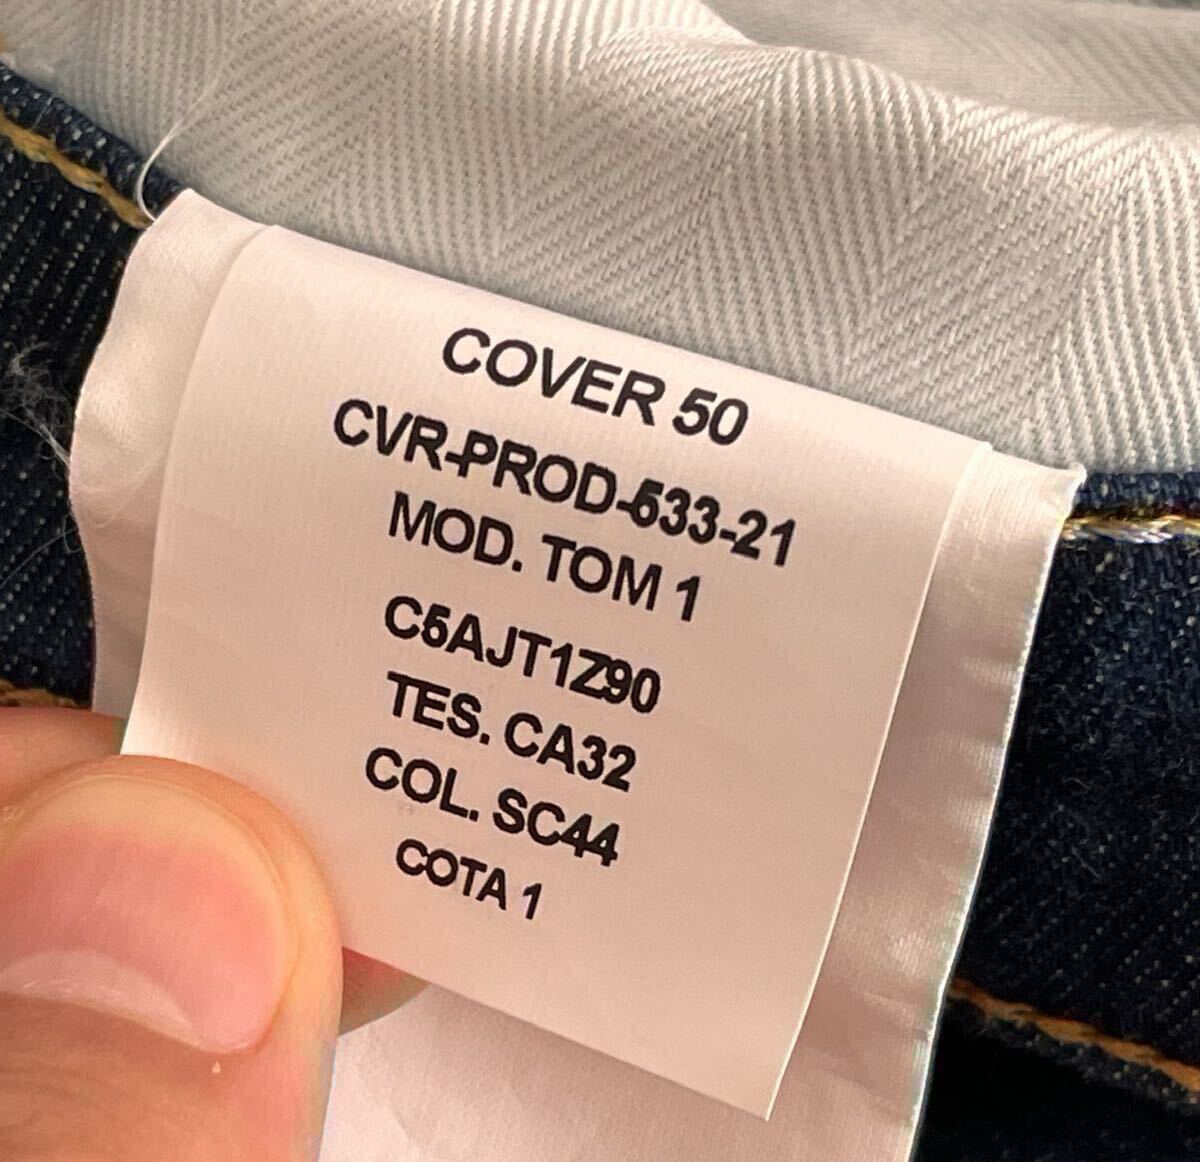 COVER 50
CVR-PROD-533-21
MOD. TOM 1
C5AJT1Z90
TES. CA32
COL. SC44
COTA 1